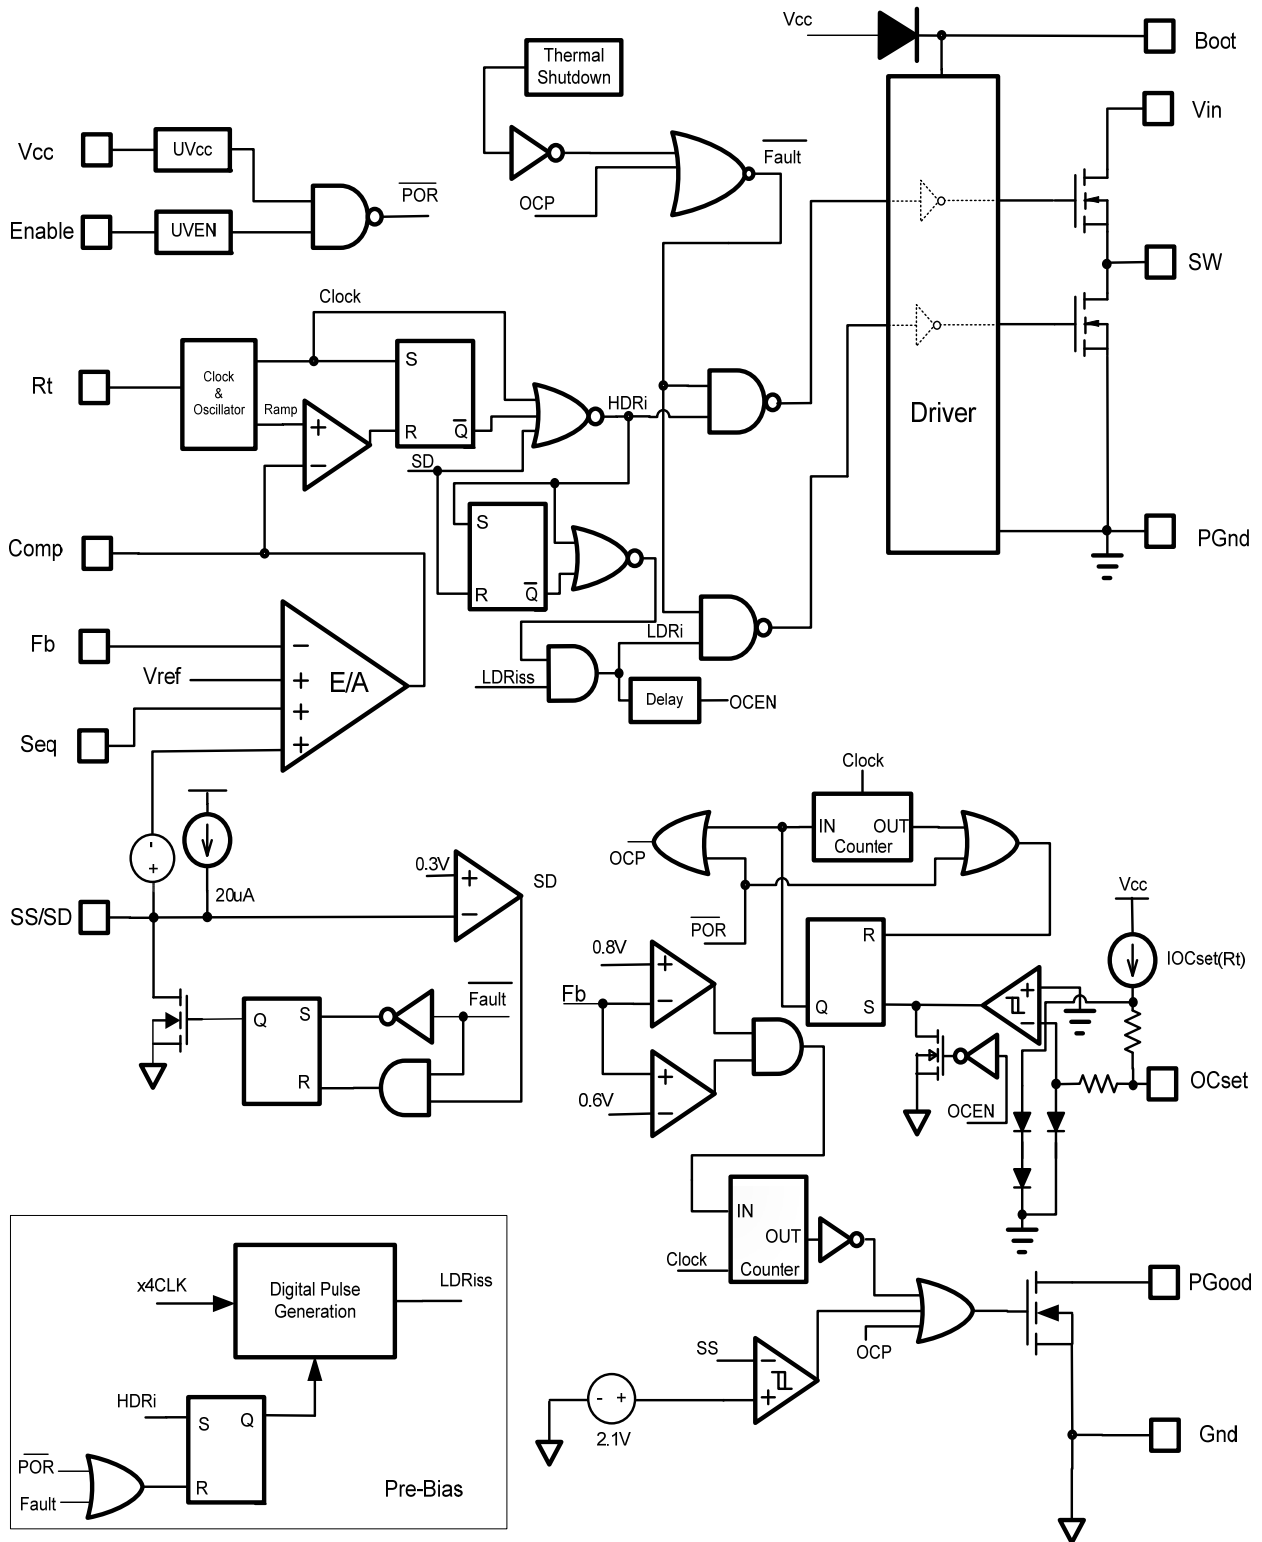 Vcc
Boot
Thermal
Shutdown
Vin
Vcc
UVcc
Fault
POR
OCP
Enable
UVEN
SW
Clock
Rt
Clock
&
Oscillator
Ramp
+
−
S
R
Q
HDRi
SD
Driver
S
R
Q
Comp
PGnd
Fb
Vref
−
+
+
+
E/A
LDRi
LDRiss
Delay
OCEN
Seq
Clock
IN
OUT
Counter
OCP
-
+
20uA
0.3V
+
−
SD
SS/SD
POR
Vcc
IOCset(Rt)
R
Q
S
0.8V
+
−
Fb
+
−
+
−
0.6V
Fault
Q
S
R
OCset
OCEN
IN
OUT
Counter
Clock
x4CLK
Digital Pulse
Generation
LDRiss
PGood
SS
−
+
OCP
HDRi
S
Q
R
-
+
2.1V
Gnd
POR
Fault
Pre-Bias